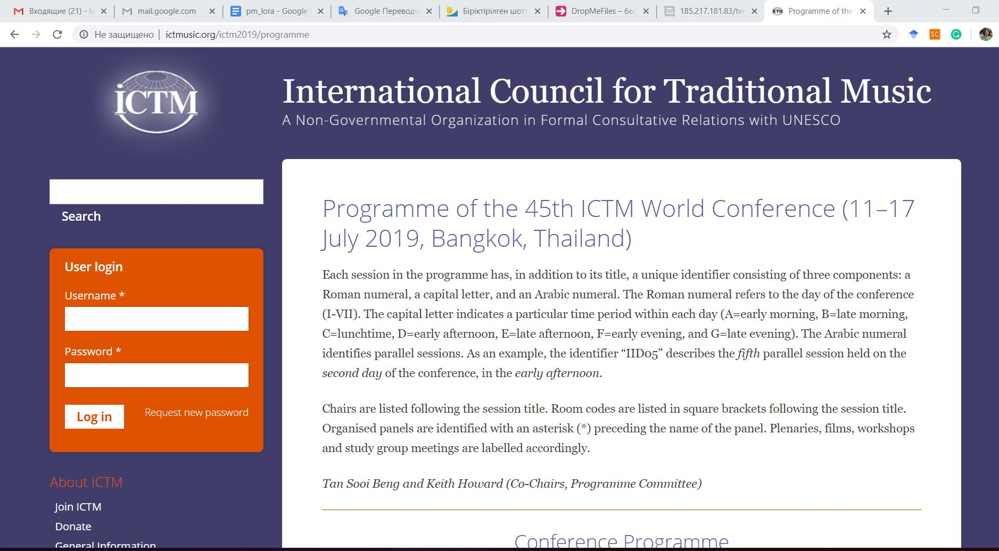 Входящие (21) - le
mail.google.com
pm_lora - Google
Google Переводч
Біріктірілген шотт
DropMeFiles – бес
185.217.181.83/ter
Programme of the
Не защищено
ictmusic.org/ictm2019/programme
SC
G
iCTM
International Council for Traditional Music
A Non-Governmental Organization in Formal Consultative Relations with UNESCO
Search
User login
Username *
Password *
Log in
Request new password
About ICTM
Join ICTM
Donate
General Information
Programme of the 45th ICTM World Conference (11–17
July 2019, Bangkok, Thailand)
Each session in the programme has, in addition to its title, a unique identifier consisting of three components: a
Roman numeral, a capital letter, and an Arabic numeral. The Roman numeral refers to the day of the conference
(I-VII). The capital letter indicates a particular time period within each day (A=early morning, B=late morning,
C=lunchtime, D=early afternoon, E=late afternoon, F=early evening, and G=late evening). The Arabic numeral
identifies parallel sessions. As an example, the identifier “IID05” describes the fifth parallel session held on the
second day of the conference, in the early afternoon.
Chairs are listed following the session title. Room codes are listed in square brackets following the session title.
Organised panels are identified with an asterisk (*) preceding the name of the panel. Plenaries, films, workshops
and study group meetings are labelled accordingly.
Tan Sooi Beng and Keith Howard (Co-Chairs, Programme Committee)
Conference Programme